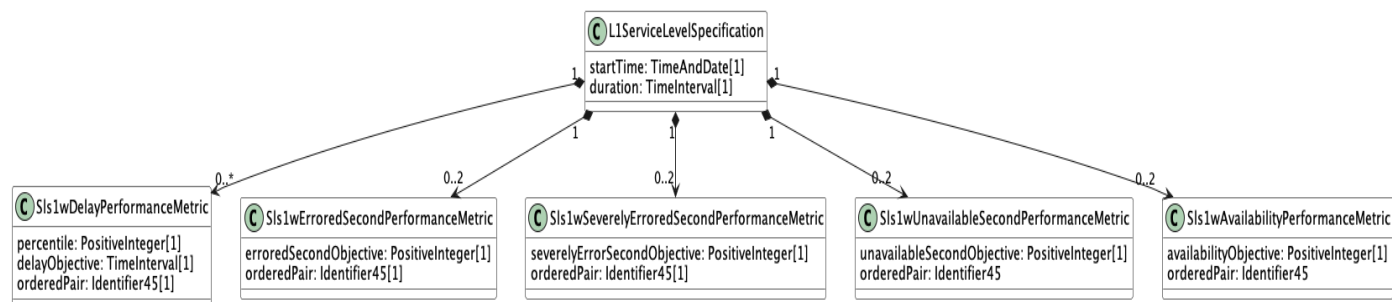 C L1ServiceLevelSpecification
startTime: TimeAndDate[1]
duration: TimeInterval[1]
1
1
1
1
1
0..*
0..2
0..2
0..2
0..2
C Sls1wDelayPerformanceMetric
percentile: PositiveInteger[1]
delayObjective: TimeInterval[1]
orderedPair: Identifier45[1]
C Sls1wErroredSecondPerformanceMetric
erroredSecondObjective: PositiveInteger[1]
orderedPair: Identifier45[1]
C Sls1wSeverelyErroredSecondPerformanceMetric
severelyErrorSecondObjective: PositiveInteger[1]
orderedPair: Identifier45[1]
C Sls1wUnavailableSecondPerformanceMetric
unavailableSecondObjective: PositiveInteger[1]
orderedPair: Identifier45
C Sls1wAvailabilityPerformanceMetric
availabilityObjective: PositiveInteger[1]
orderedPair: Identifier45